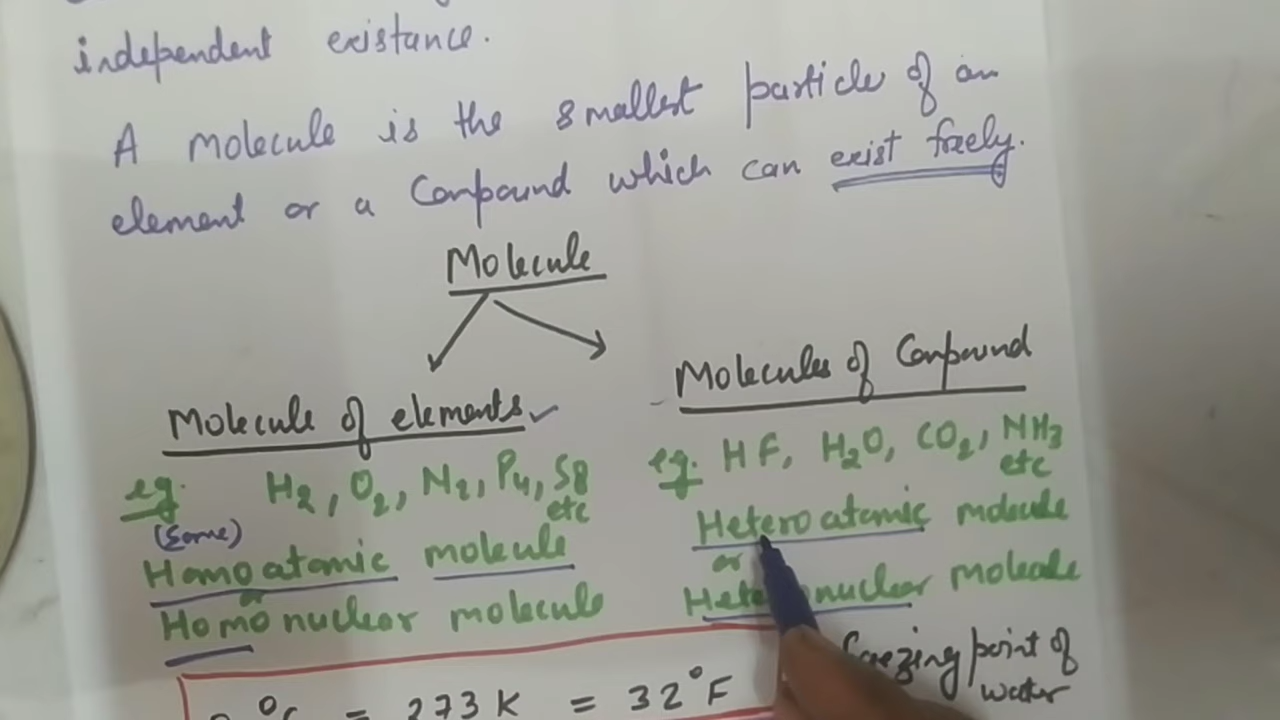 independent existance.
A molecule is the smallest particle of an
element or a Compound which can exist freely.
Molecule
Molecule of elements
eg. H2, O2, N2, P4, S8
etc
(Same)
Homoatomic molecule
or
Homonuclear molecule
Molecules of Compound
eg. HF, H2O, CO2, NH3
etc
Heteroatomic molecule
or
Heteronuclear molecule
0 °C = 273 K = 32 °F
Freezing point of
water